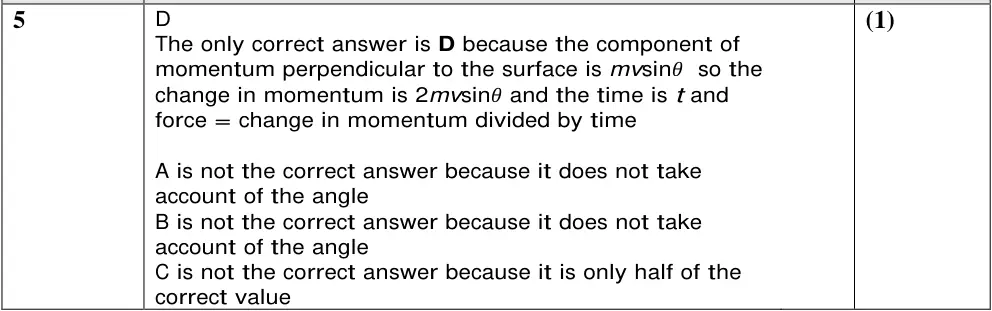 5
D
(1)
The only correct answer is D because the component of
momentum perpendicular to the surface is mvsinθ so the
change in momentum is 2mvsinθ and the time is t and
force = change in momentum divided by time
A is not the correct answer because it does not take
account of the angle
B is not the correct answer because it does not take
account of the angle
C is not the correct answer because it is only half of the
correct value